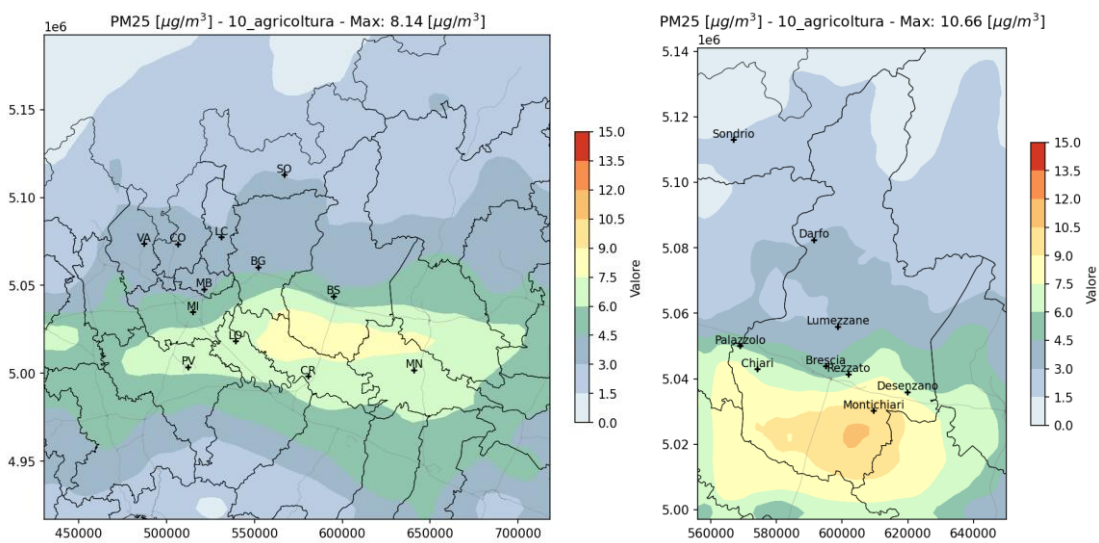 PM25 [μg/m³] - 10_agricoltura - Max: 8.14 [μg/m³]
1e6
5.15
5.10
5.05
5.00
4.95
450000 500000 550000 600000 650000 700000
SO
VA CO LC
BG
MB
BS
MI
LO
PV CR MN
15.0
13.5
12.0
10.5
9.0
7.5
6.0
4.5
3.0
1.5
0.0
Valore
PM25 [μg/m³] - 10_agricoltura - Max: 10.66 [μg/m³]
1e6
5.14
5.12
5.10
5.08
5.06
5.04
5.02
5.00
560000 580000 600000 620000 640000
Sondrio
Darfo
Lumezzane
Palazzolo
Chiari Brescia
Rezzato
Desenzano
Montichiari
15.0
13.5
12.0
10.5
9.0
7.5
6.0
4.5
3.0
1.5
0.0
Valore